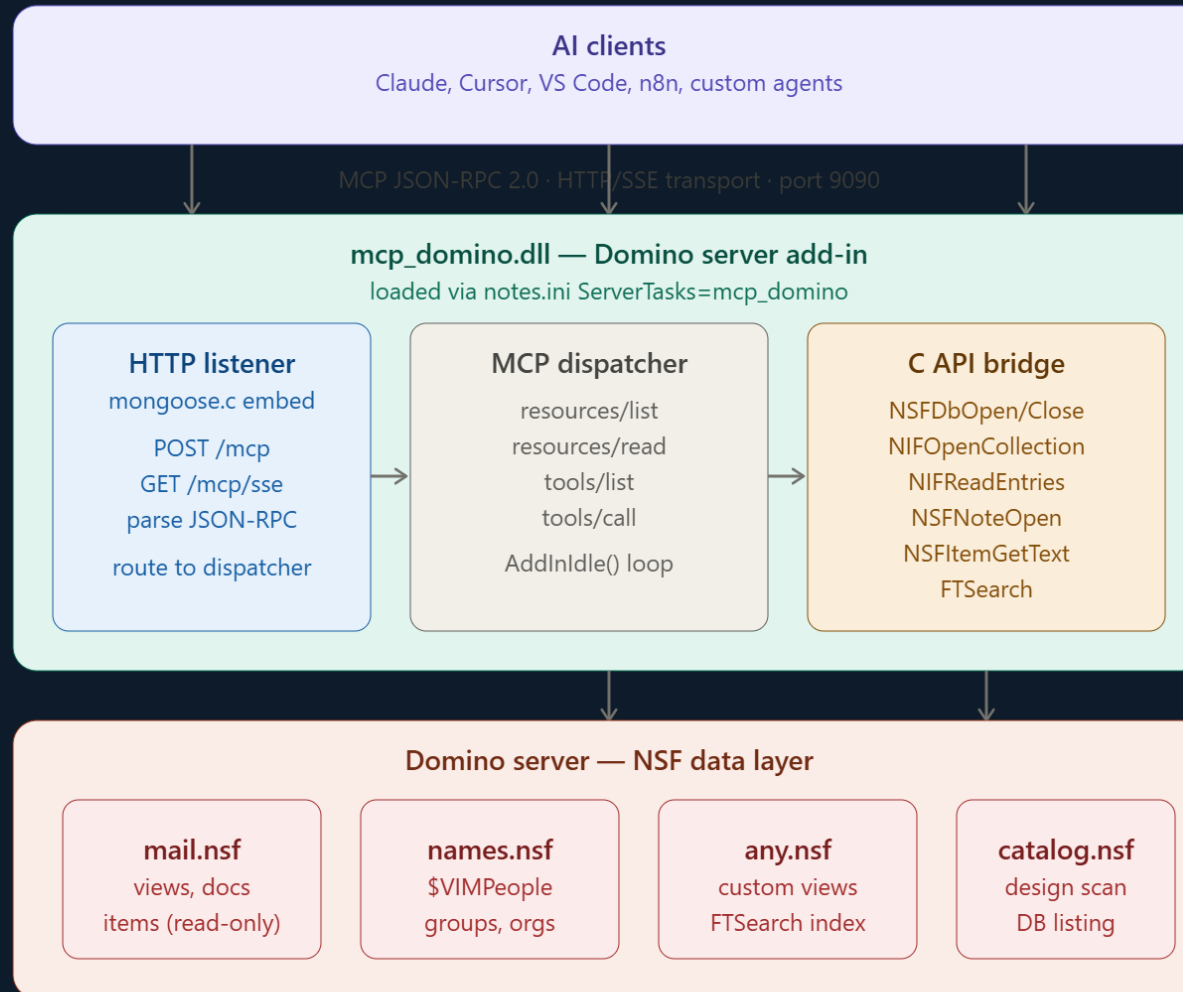 AI clients
Claude, Cursor, VS Code, n8n, custom agents
MCP JSON-RPC 2.0 · HTTP/SSE transport · port 9090
mcp_domino.dll — Domino server add-in
loaded via notes.ini ServerTasks=mcp_domino
HTTP listener
mongoose.c embed
POST /mcp
GET /mcp/sse
parse JSON-RPC
route to dispatcher
MCP dispatcher
resources/list
resources/read
tools/list
tools/call
AddInIdle() loop
C API bridge
NSFDbOpen/Close
NIFOpenCollection
NIFReadEntries
NSFNoteOpen
NSFItemGetText
FTSearch
Domino server — NSF data layer
mail.nsf
views, docs
items (read-only)
names.nsf
$VIMPeople
groups, orgs
any.nsf
custom views
FTSearch index
catalog.nsf
design scan
DB listing